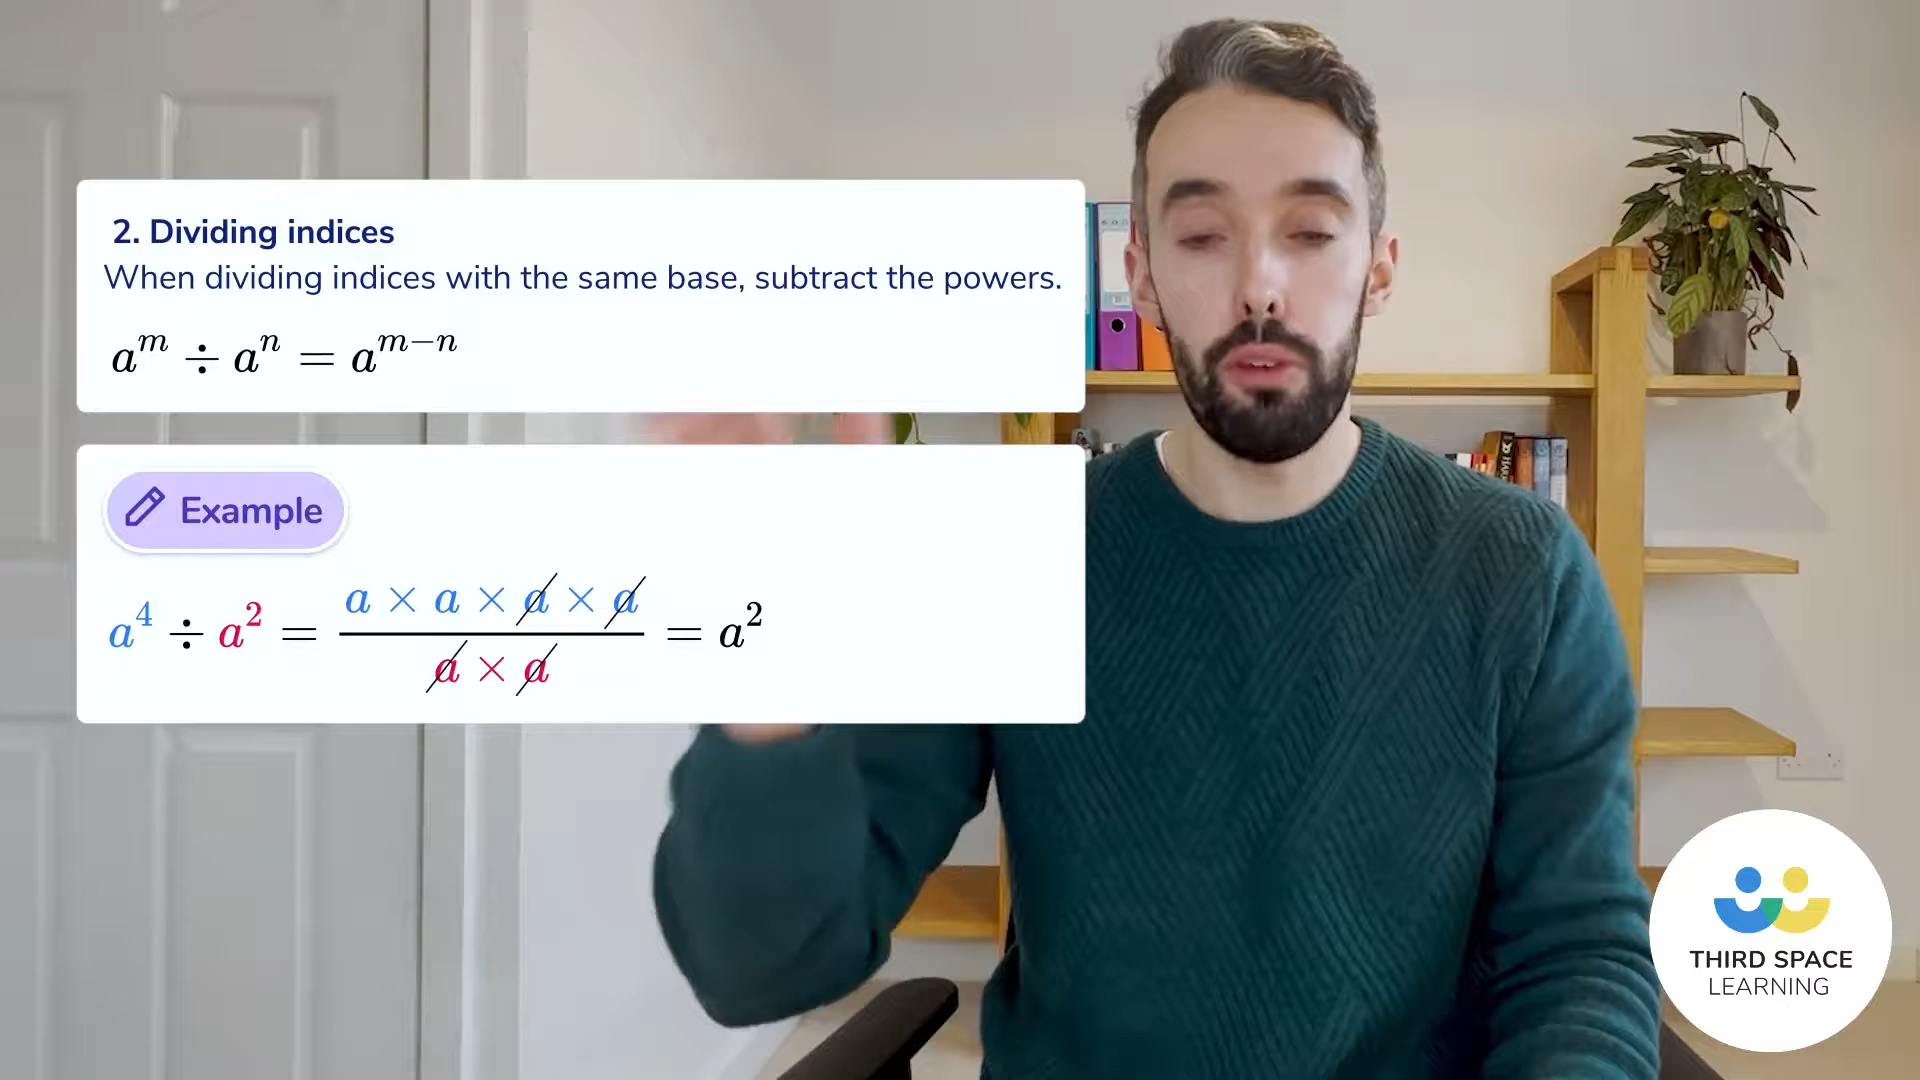 2. Dividing indices
When dividing indices with the same base, subtract the powers.
a^m ÷ a^n = a^{m−n}
Example
a^4 ÷ a^2 = \frac{a × a × a × a}{a × a} = a^2
THIRD SPACE
LEARNING